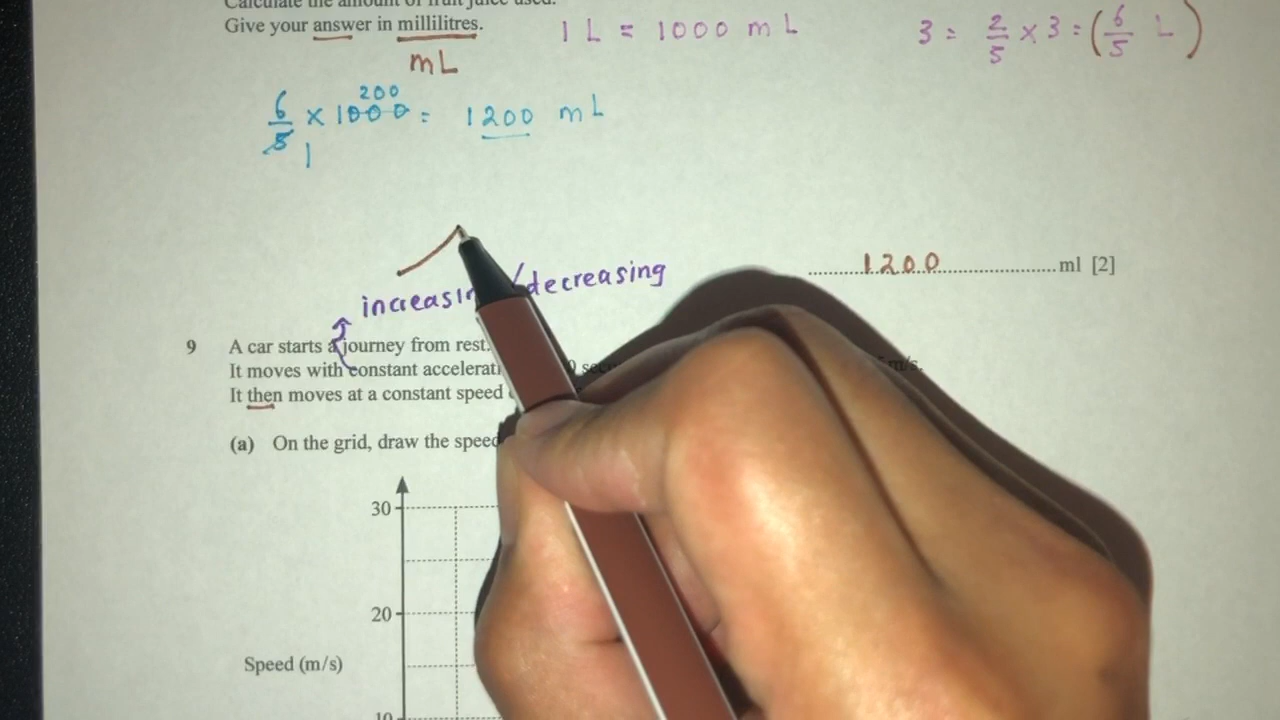 Calculate the amount of fruit juice used.
Give your answer in millilitres.
mL
1 L = 1000 mL
3 = 2/5 × 3 = (6/5 L)
6/5 × 1000 = 1200 mL
200
1
1200 ml [2]
increasin /decreasing
9 A car starts a journey from rest.
It moves with constant accelerati
It then moves at a constant speed
m/s.
(a) On the grid, draw the speed
30
20
Speed (m/s)
10